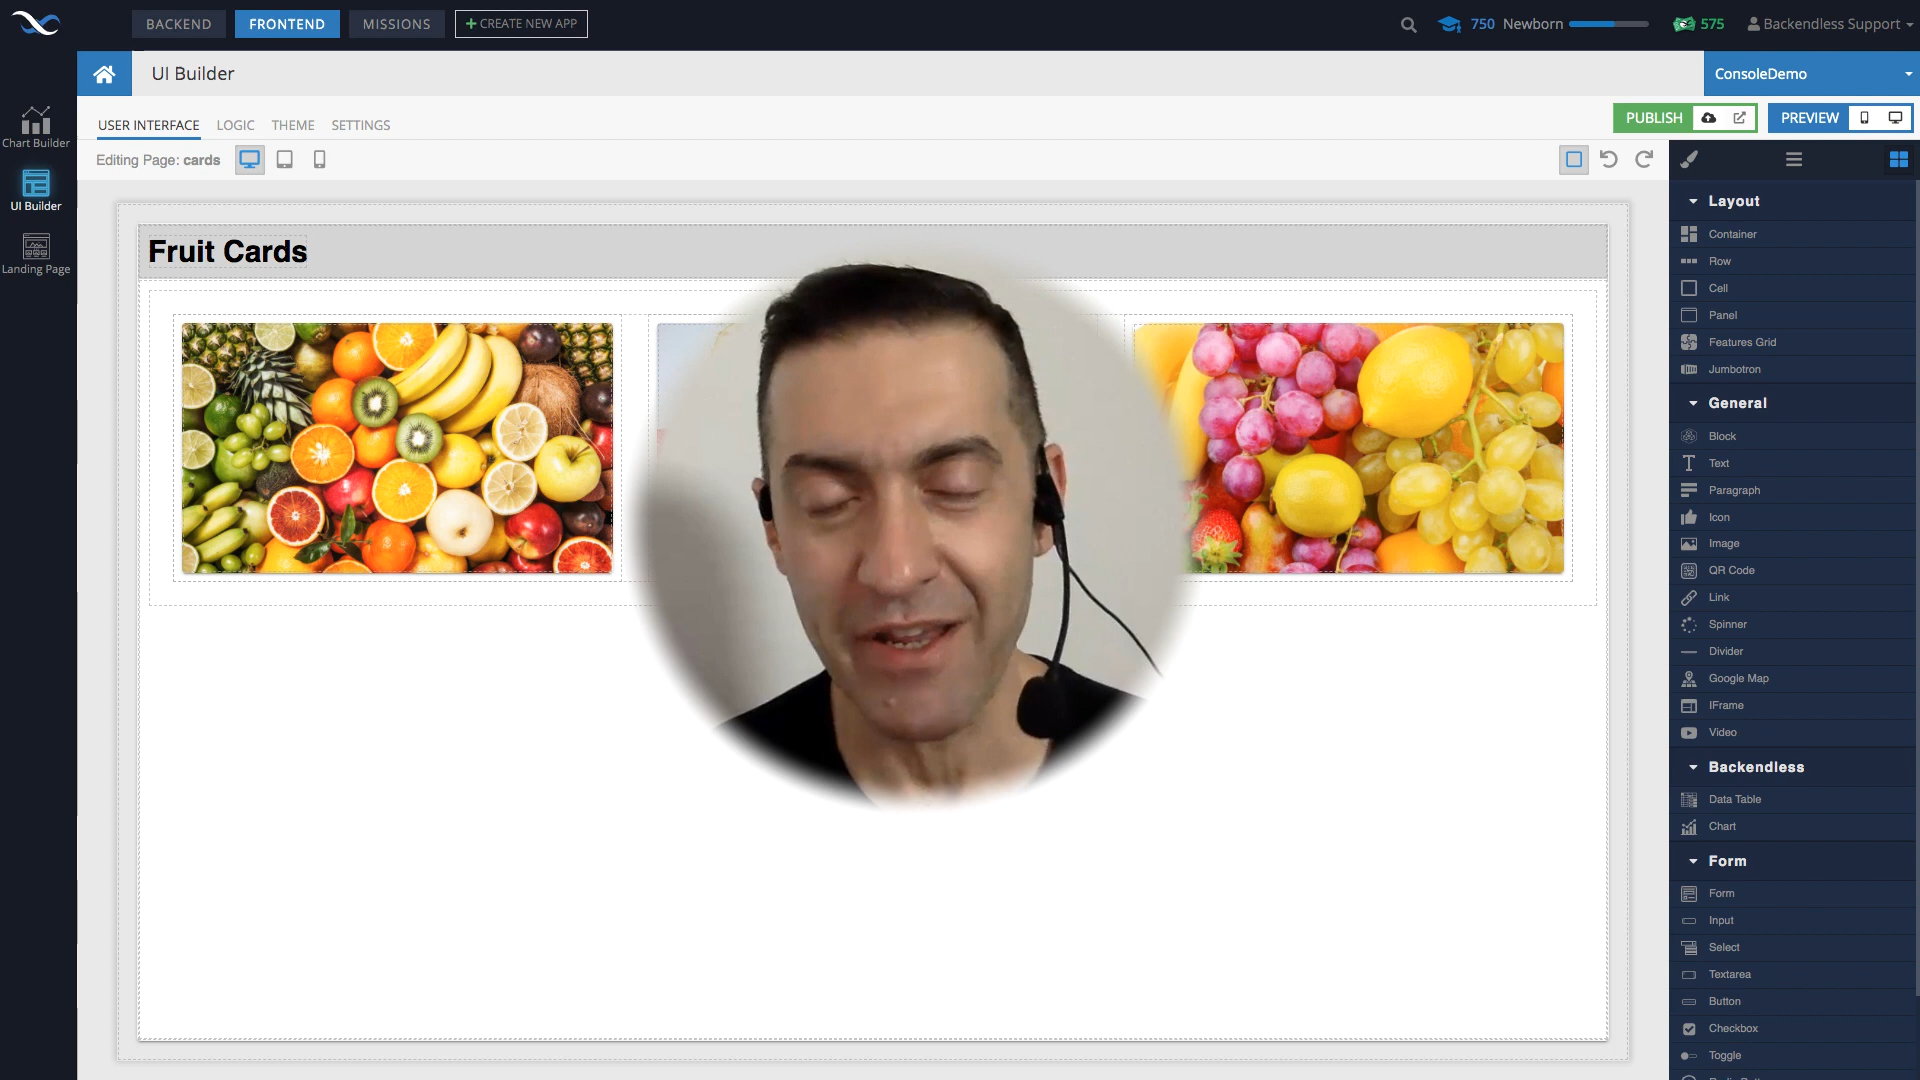 BACKEND
FRONTEND
MISSIONS
CREATE NEW APP
750 Newborn
575
Backendless Support
UI Builder
ConsoleDemo
USER INTERFACE
LOGIC
THEME
SETTINGS
PUBLISH
PREVIEW
Editing Page: cards
Chart Builder
UI Builder
Landing Page
Fruit Cards
Layout
Container
Row
Cell
Panel
Features Grid
Jumbotron
General
Block
Text
Paragraph
Icon
Image
QR Code
Link
Spinner
Divider
Google Map
IFrame
Video
Backendless
Data Table
Chart
Form
Form
Input
Select
Textarea
Button
Checkbox
Toggle